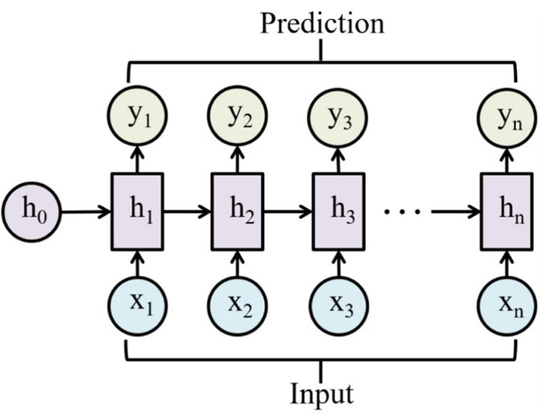 Prediction
y₁ y₂ y₃ yₙ
h₀ h₁ h₂ h₃ ··· hₙ
x₁ x₂ x₃ xₙ
Input